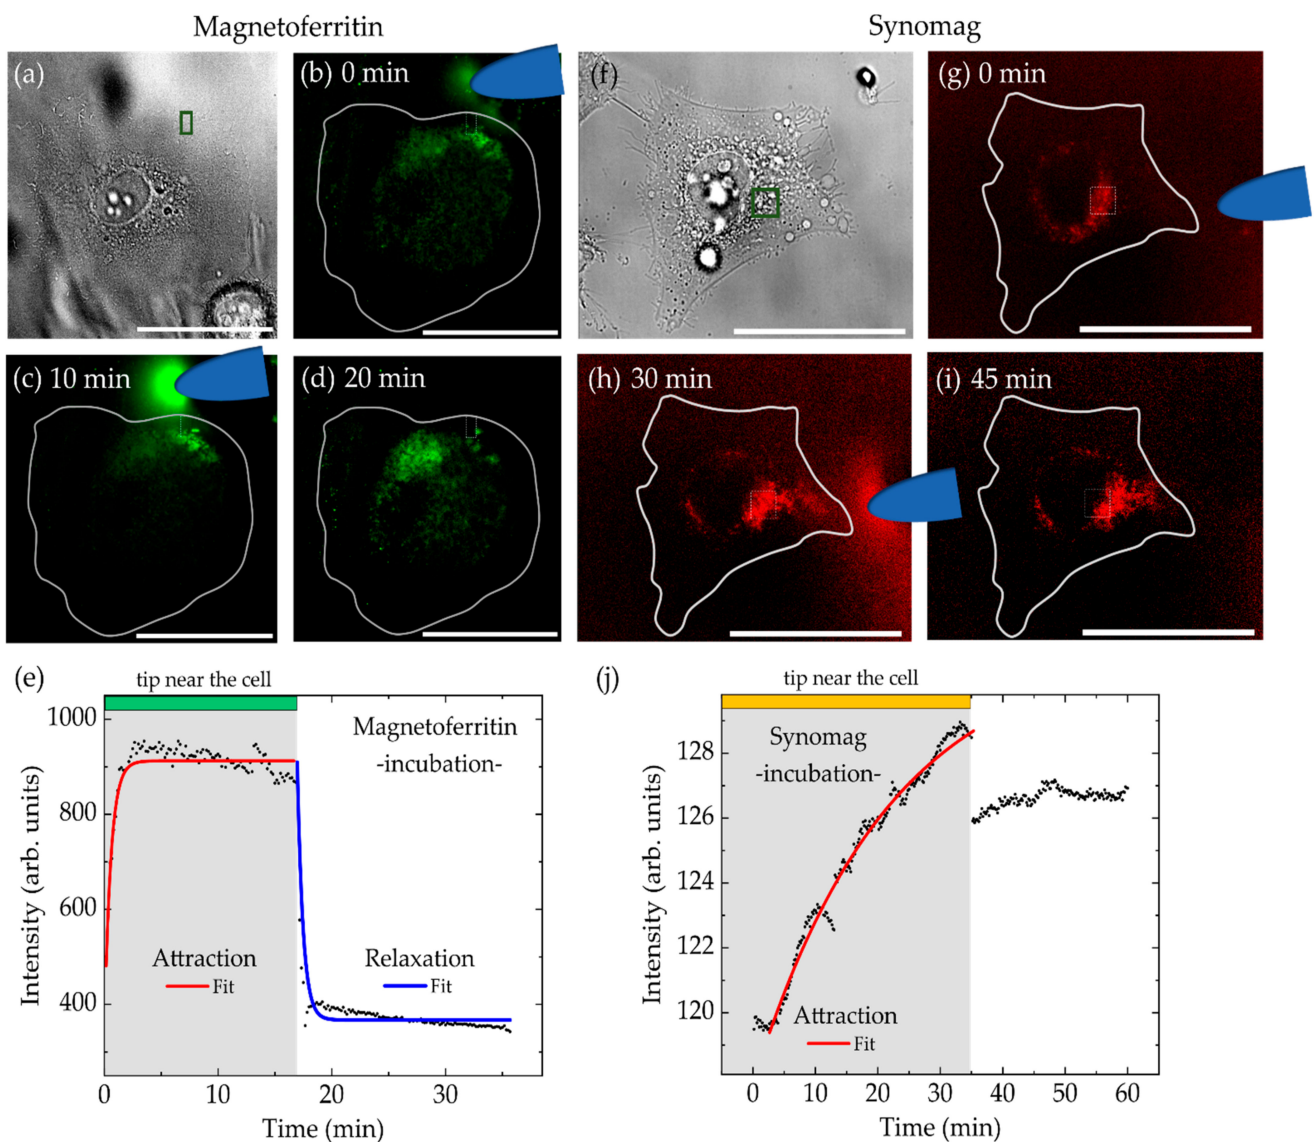 Magnetoferritin
Synomag
(a)
(b) 0 min
(f)
(g) 0 min
(c) 10 min
(d) 20 min
(h) 30 min
(i) 45 min
(e)
tip near the cell
Magnetoferritin
-incubation-
Attraction
Fit
Relaxation
Fit
1000
800
600
400
Intensity (arb. units)
0
10
20
30
Time (min)
(j)
tip near the cell
Synomag
-incubation-
Attraction
Fit
128
126
124
122
120
Intensity (arb. units)
0
10
20
30
40
50
60
Time (min)